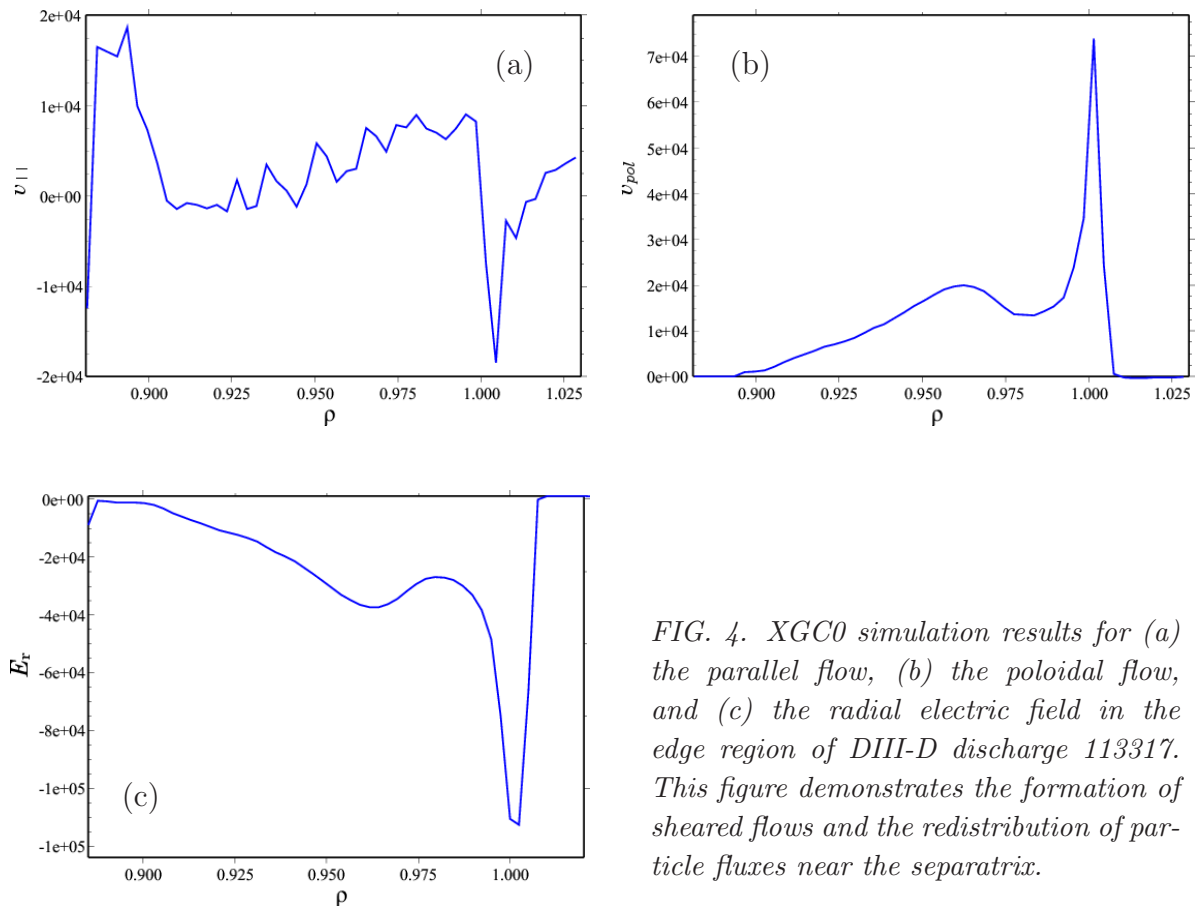 2e+04
1e+04
0e+00
-1e+04
-2e+04
v||
(a)
0.900 0.925 0.950 0.975 1.000 1.025
ρ
7e+04
6e+04
5e+04
4e+04
3e+04
2e+04
1e+04
0e+00
vpol
(b)
0.900 0.925 0.950 0.975 1.000 1.025
ρ
0e+00
-2e+04
-4e+04
-6e+04
-8e+04
-1e+05
-1e+05
Er
(c)
0.900 0.925 0.950 0.975 1.000
ρ
FIG. 4. XGC0 simulation results for (a)
the parallel flow, (b) the poloidal flow,
and (c) the radial electric field in the
edge region of DIII-D discharge 113317.
This figure demonstrates the formation of
sheared flows and the redistribution of par-
ticle fluxes near the separatrix.